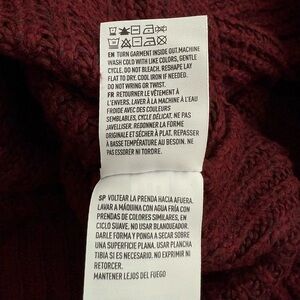 EN TURN GARMENT INSIDE OUT.MACHINE
WASH COLD WITH LIKE COLORS, GENTLE
CYCLE. DO NOT BLEACH. RESHAPE LAY
FLAT TO DRY. COOL IRON IF NEEDED.
DO NOT WRING OR TWIST.
FR RETOURNER LE VÊTEMENT À
L'ENVERS. LAVER À LA MACHINE À L'EAU
FROIDE AVEC DES COULEURS
SEMBLABLES, CYCLE DÉLICAT. NE PAS
JAVELLISER. REDONNER LA FORME
ORIGINALE ET SÉCHER À PLAT. REPASSER
À BASSE TEMPÉRATURE AU BESOIN. NE
PAS ESSORER NI TORDRE.
SP VOLTEAR LA PRENDA HACIA AFUERA.
LAVAR A MÁQUINA CON AGUA FRÍA CON
PRENDAS DE COLORES SIMILARES, EN
CICLO SUAVE. NO USAR BLANQUEADOR.
DARLE FORMA Y PONGA A SECAR SOBRE
UNA SUPERFICIE PLANA. USAR PLANCHA
TIBIA SI ES NECESARIO. NO EXPRIMIR NI
RETORCER.
MANTENER LEJOS DEL FUEGO